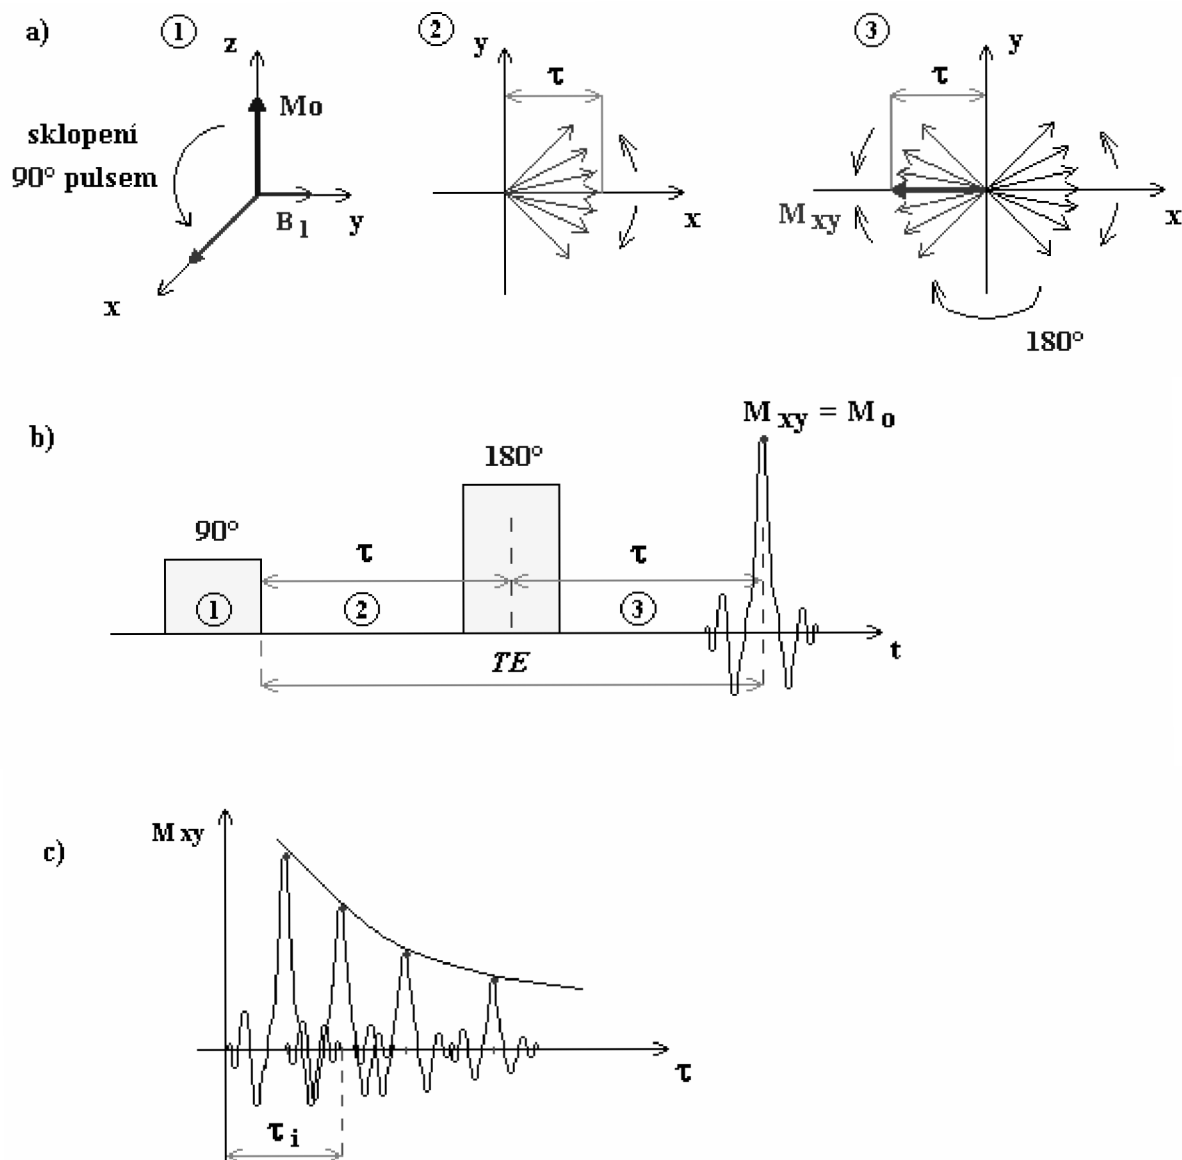 a)
1
z
Mo
sklopení
90° pulsem
B1
y
x
2
y
τ
x
3
y
τ
Mxy
x
180°
b)
Mxy = Mo
180°
90°
τ
τ
1
2
3
t
TE
c)
Mxy
τ
τi